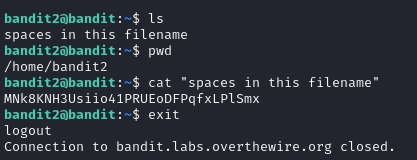 bandit2@bandit:~$ ls
spaces in this filename
bandit2@bandit:~$ pwd
/home/bandit2
bandit2@bandit:~$ cat "spaces in this filename"
MNk8KNH3Usiio41PRUEoDFPqfxLPlSmx
bandit2@bandit:~$ exit
logout
Connection to bandit.labs.overthewire.org closed.